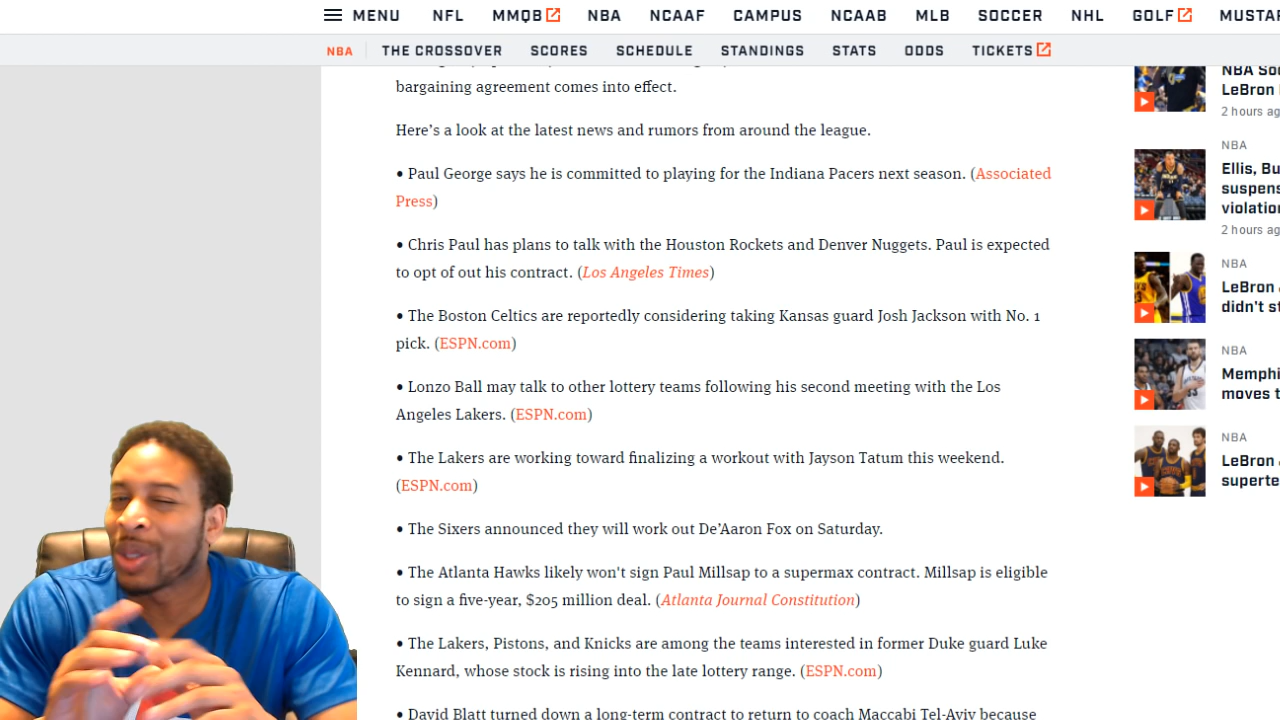 MENU NFL MMQB NBA NCAAF CAMPUS NCAAB MLB SOCCER NHL GOLF
NBA THE CROSSOVER SCORES SCHEDULE STANDINGS STATS ODDS TICKETS
bargaining agreement comes into effect.
Here's a look at the latest news and rumors from around the league.
• Paul George says he is committed to playing for the Indiana Pacers next season. (Associated
Press)
• Chris Paul has plans to talk with the Houston Rockets and Denver Nuggets. Paul is expected
to opt of out his contract. (Los Angeles Times)
• The Boston Celtics are reportedly considering taking Kansas guard Josh Jackson with No. 1
pick. (ESPN.com)
• Lonzo Ball may talk to other lottery teams following his second meeting with the Los
Angeles Lakers. (ESPN.com)
• The Lakers are working toward finalizing a workout with Jayson Tatum this weekend.
(ESPN.com)
• The Sixers announced they will work out De'Aaron Fox on Saturday.
• The Atlanta Hawks likely won't sign Paul Millsap to a supermax contract. Millsap is eligible
to sign a five-year, $205 million deal. (Atlanta Journal Constitution)
• The Lakers, Pistons, and Knicks are among the teams interested in former Duke guard Luke
Kennard, whose stock is rising into the late lottery range. (ESPN.com)
• David Blatt turned down a long-term contract to return to coach Maccabi Tel-Aviv because
NBA
LeBron
2 hours
NBA
Ellis,
2 hours
NBA
LeBron
didn't
NBA
NBA
LeBron